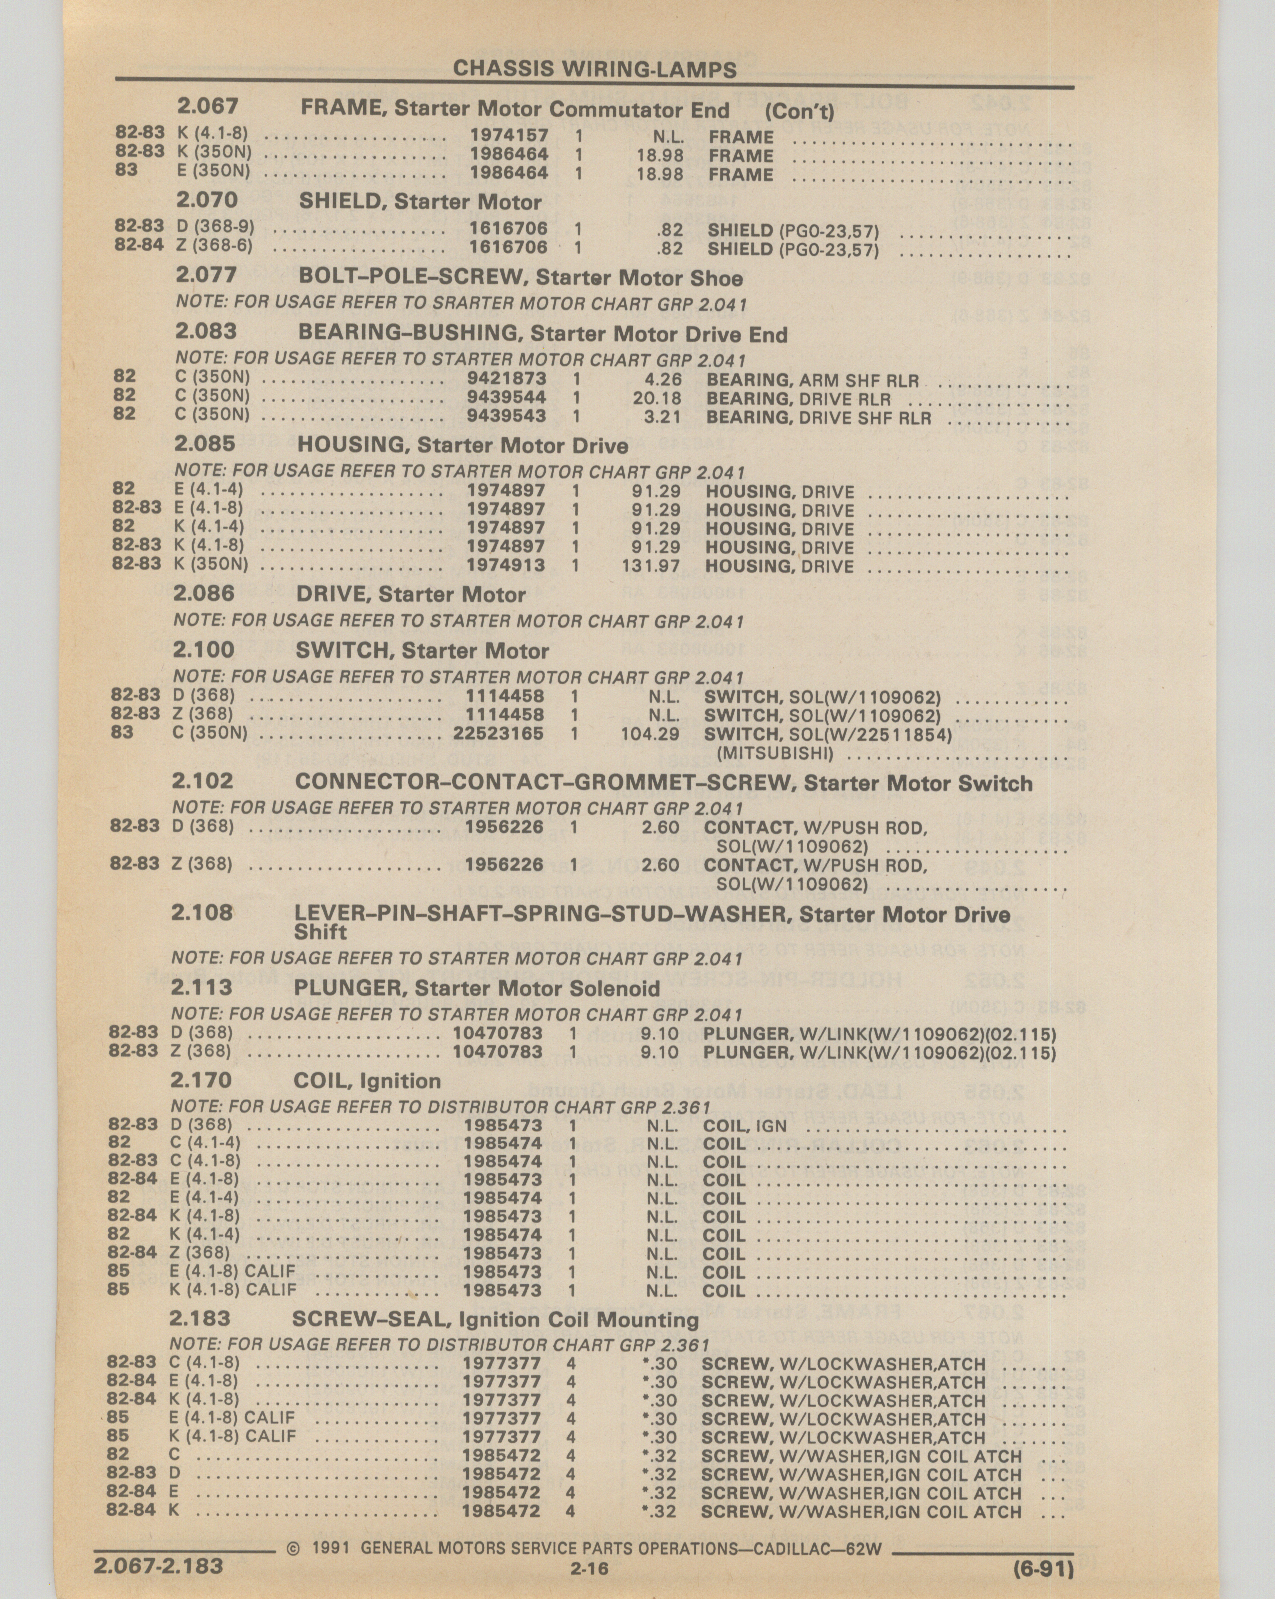 CHASSIS WIRING-LAMPS
2.067 FRAME, Starter Motor Commutator End (Con't)
82-83 K (4.1-8) .................. 1974157 1 N.L. FRAME ............................
82-83 K (350N) .................. 1986464 1 18.98 FRAME ............................
83 E (350N) .................. 1986464 1 18.98 FRAME ............................
2.070 SHIELD, Starter Motor
82-83 D (368-9) ................. 1616706 1 .82 SHIELD (PG0-23,57) .................
82-84 Z (368-6) ................. 1616706 1 .82 SHIELD (PG0-23,57) .................
2.077 BOLT–POLE–SCREW, Starter Motor Shoe
NOTE: FOR USAGE REFER TO SRARTER MOTOR CHART GRP 2.041
2.083 BEARING–BUSHING, Starter Motor Drive End
NOTE: FOR USAGE REFER TO STARTER MOTOR CHART GRP 2.041
82 C (350N) .................. 9421873 1 4.26 BEARING, ARM SHF RLR .............
82 C (350N) .................. 9439544 1 20.18 BEARING, DRIVE RLR ................
82 C (350N) .................. 9439543 1 3.21 BEARING, DRIVE SHF RLR ............
2.085 HOUSING, Starter Motor Drive
NOTE: FOR USAGE REFER TO STARTER MOTOR CHART GRP 2.041
82 E (4.1-4) .................. 1974897 1 91.29 HOUSING, DRIVE ....................
82-83 E (4.1-8) .................. 1974897 1 91.29 HOUSING, DRIVE ....................
82 K (4.1-4) .................. 1974897 1 91.29 HOUSING, DRIVE ....................
82-83 K (4.1-8) .................. 1974897 1 91.29 HOUSING, DRIVE ....................
82-83 K (350N) .................. 1974913 1 131.97 HOUSING, DRIVE ....................
2.086 DRIVE, Starter Motor
NOTE: FOR USAGE REFER TO STARTER MOTOR CHART GRP 2.041
2.100 SWITCH, Starter Motor
NOTE: FOR USAGE REFER TO STARTER MOTOR CHART GRP 2.041
82-83 D (368) ................... 1114458 1 N.L. SWITCH, SOL(W/1109062) ...........
82-83 Z (368) ................... 1114458 1 N.L. SWITCH, SOL(W/1109062) ...........
83 C (350N) .................. 22523165 1 104.29 SWITCH, SOL(W/22511854)
(MITSUBISHI) ......................
2.102 CONNECTOR–CONTACT–GROMMET–SCREW, Starter Motor Switch
NOTE: FOR USAGE REFER TO STARTER MOTOR CHART GRP 2.041
82-83 D (368) ................... 1956226 1 2.60 CONTACT, W/PUSH ROD,
SOL(W/1109062) ..................
82-83 Z (368) ................... 1956226 1 2.60 CONTACT, W/PUSH ROD,
SOL(W/1109062) ..................
2.108 LEVER–PIN–SHAFT–SPRING–STUD–WASHER, Starter Motor Drive
Shift
NOTE: FOR USAGE REFER TO STARTER MOTOR CHART GRP 2.041
2.113 PLUNGER, Starter Motor Solenoid
NOTE: FOR USAGE REFER TO STARTER MOTOR CHART GRP 2.041
82-83 D (368) ................... 10470783 1 9.10 PLUNGER, W/LINK(W/1109062)(02.115)
82-83 Z (368) ................... 10470783 1 9.10 PLUNGER, W/LINK(W/1109062)(02.115)
2.170 COIL, Ignition
NOTE: FOR USAGE REFER TO DISTRIBUTOR CHART GRP 2.361
82-83 D (368) ................... 1985473 1 N.L. COIL, IGN ..........................
82 C (4.1-4) .................. 1985474 1 N.L. COIL ...............................
82-83 C (4.1-8) .................. 1985474 1 N.L. COIL ...............................
82-84 E (4.1-8) .................. 1985473 1 N.L. COIL ...............................
82 E (4.1-4) .................. 1985474 1 N.L. COIL ...............................
82-84 K (4.1-8) .................. 1985473 1 N.L. COIL ...............................
82 K (4.1-4) .................. 1985474 1 N.L. COIL ...............................
82-84 Z (368) ................... 1985473 1 N.L. COIL ...............................
85 E (4.1-8) CALIF ............ 1985473 1 N.L. COIL ...............................
85 K (4.1-8) CALIF ............ 1985473 1 N.L. COIL ...............................
2.183 SCREW–SEAL, Ignition Coil Mounting
NOTE: FOR USAGE REFER TO DISTRIBUTOR CHART GRP 2.361
82-83 C (4.1-8) .................. 1977377 4 *.30 SCREW, W/LOCKWASHER,ATCH .......
82-84 E (4.1-8) .................. 1977377 4 *.30 SCREW, W/LOCKWASHER,ATCH .......
82-84 K (4.1-8) .................. 1977377 4 *.30 SCREW, W/LOCKWASHER,ATCH .......
85 E (4.1-8) CALIF ............ 1977377 4 *.30 SCREW, W/LOCKWASHER,ATCH .......
85 K (4.1-8) CALIF ............ 1977377 4 *.30 SCREW, W/LOCKWASHER,ATCH .......
82 C ........................ 1985472 4 *.32 SCREW, W/WASHER,IGN COIL ATCH ...
82-83 D ........................ 1985472 4 *.32 SCREW, W/WASHER,IGN COIL ATCH ...
82-84 E ........................ 1985472 4 *.32 SCREW, W/WASHER,IGN COIL ATCH ...
82-84 K ........................ 1985472 4 *.32 SCREW, W/WASHER,IGN COIL ATCH ...
© 1991 GENERAL MOTORS SERVICE PARTS OPERATIONS—CADILLAC—62W
2.067-2.183 2-16 (6-91)